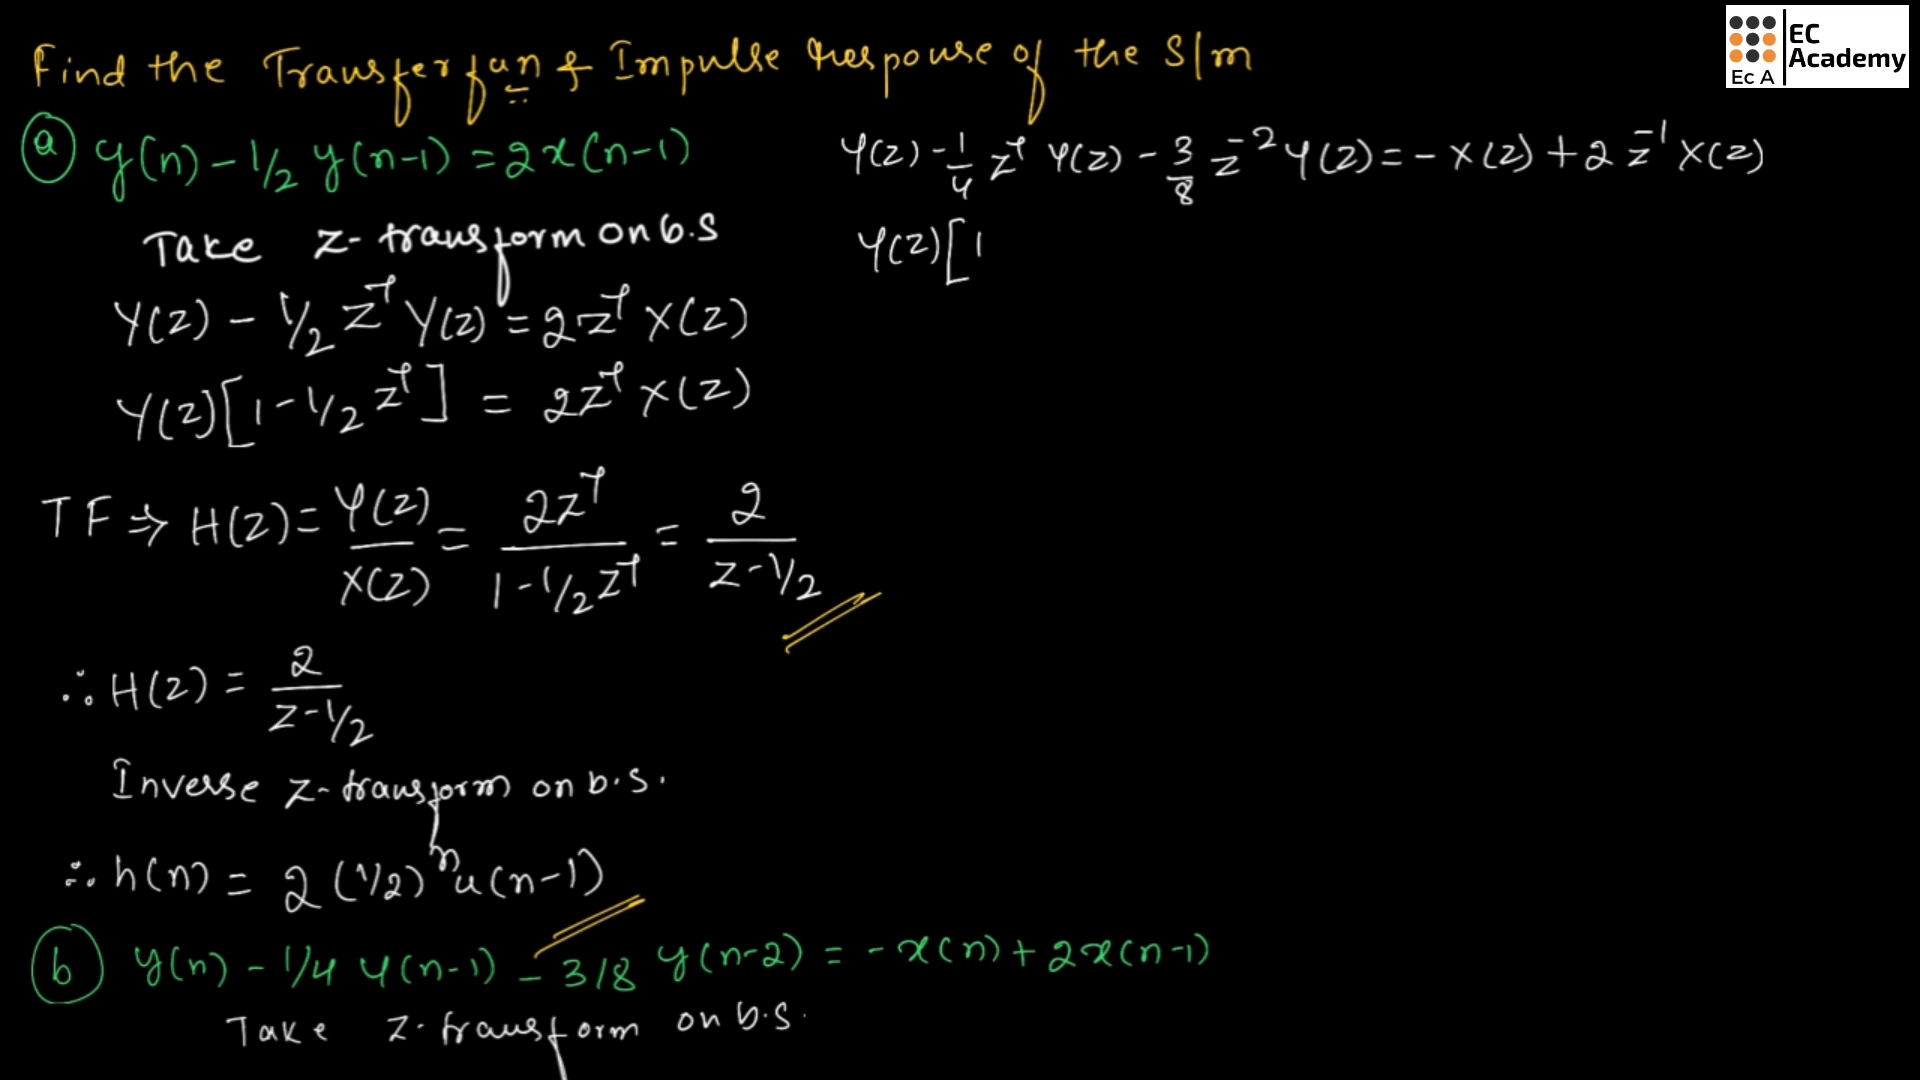 Find the Transfer fun & Impulse Response of the S/m
(a) y(n) - 1/2 y(n-1) = 2x(n-1)
Take z-transform on b.s
Y(z) - 1/2 z⁻¹ Y(z) = 2z⁻¹ X(z)
Y(z)[1 - 1/2 z⁻¹] = 2z⁻¹ X(z)
TF ⇒ H(z) = Y(z)/X(z) = 2z⁻¹/(1 - 1/2 z⁻¹) = 2/(z - 1/2)
∴ H(z) = 2/(z - 1/2)
Inverse z-transform on b.s.
∴ h(n) = 2 (1/2)ⁿ u(n-1)
(b) y(n) - 1/4 y(n-1) - 3/8 y(n-2) = -x(n) + 2x(n-1)
Take z-transform on b.s.
Y(z) - 1/4 z⁻¹ Y(z) - 3/8 z⁻² Y(z) = - X(z) + 2 z⁻¹ X(z)
Y(z)[1
EC
Academy
Ec A